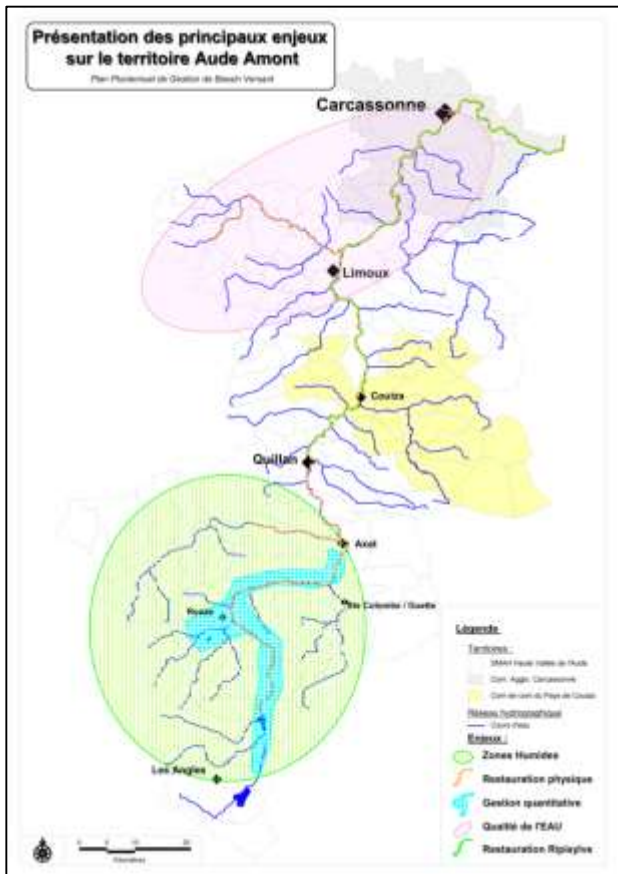 Présentation des principaux enjeux
sur le territoire Aude Amont
Plan Pluriannuel de Gestion de Bassin Versant
Carcassonne
Limoux
Couiza
Quillan
Axat
Ste Colombe / Guette
Les Angles
Légende
Territoires :
SMAH Haute Vallée de l'Aude
Com. Agglo. Carcassonne
Com de com du Pays de Couiza
Réseau hydrographique
Cours d'eau
Enjeux :
Zones Humides
Restauration physique
Gestion quantitative
Qualité de l'EAU
Restauration Ripisylve
Kilomètres